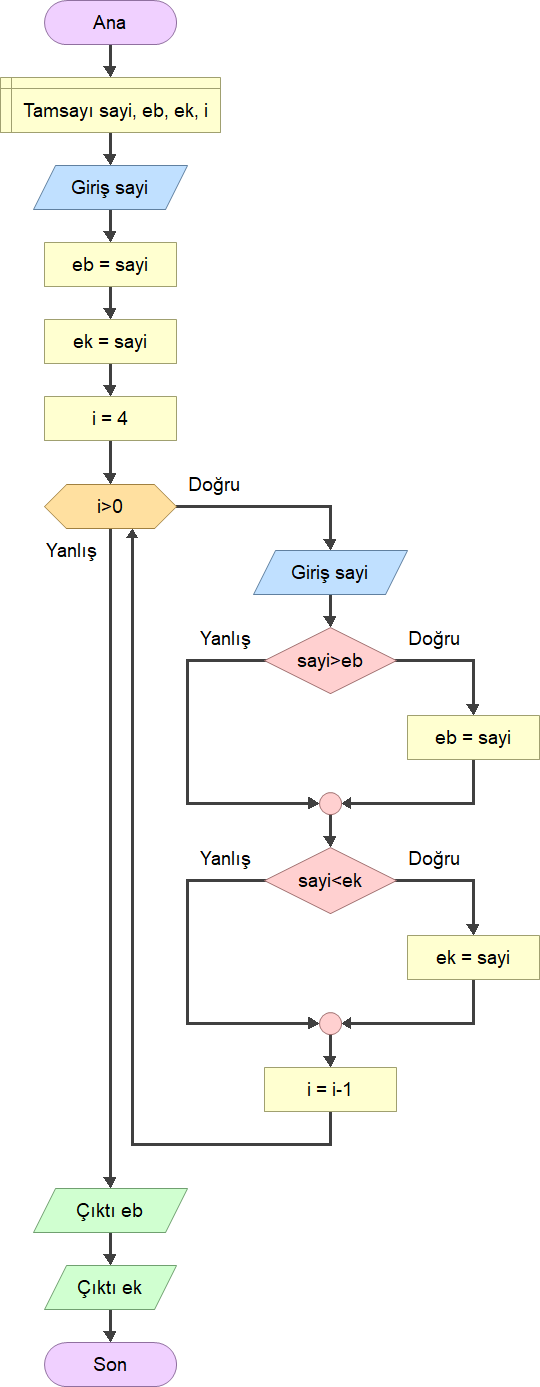 Ana
Tamsayı sayi, eb, ek, i
Giriş sayi
eb = sayi
ek = sayi
i = 4
i>0
Doğru
Yanlış
Giriş sayi
Yanlış
sayi>eb
Doğru
eb = sayi
Yanlış
sayi<ek
Doğru
ek = sayi
i = i-1
Çıktı eb
Çıktı ek
Son